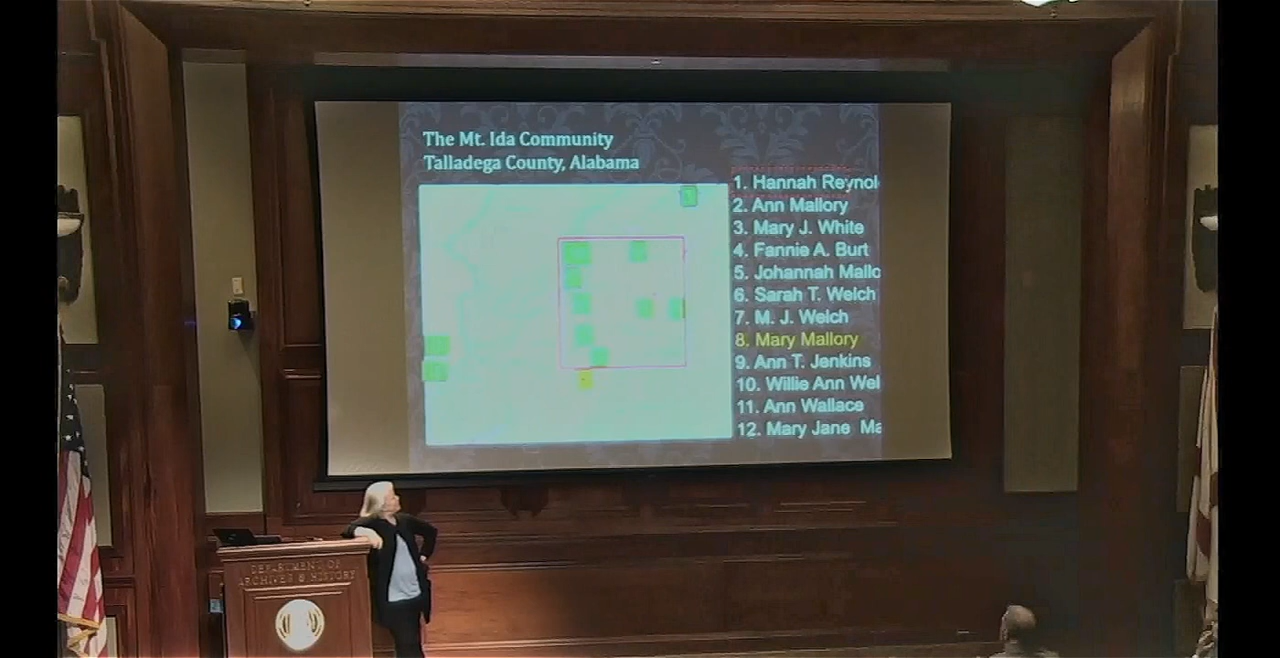 The Mt. Ida Community
Talladega County, Alabama
1. Hannah Reynol
2. Ann Mallory
3. Mary J. White
4. Fannie A. Burt
5. Johannah Mallo
6. Sarah T. Welch
7. M. J. Welch
8. Mary Mallory
9. Ann T. Jenkins
10. Willie Ann Wel
11. Ann Wallace
12. Mary Jane Ma
DEPARTMENT OF
ARCHIVES & HISTORY